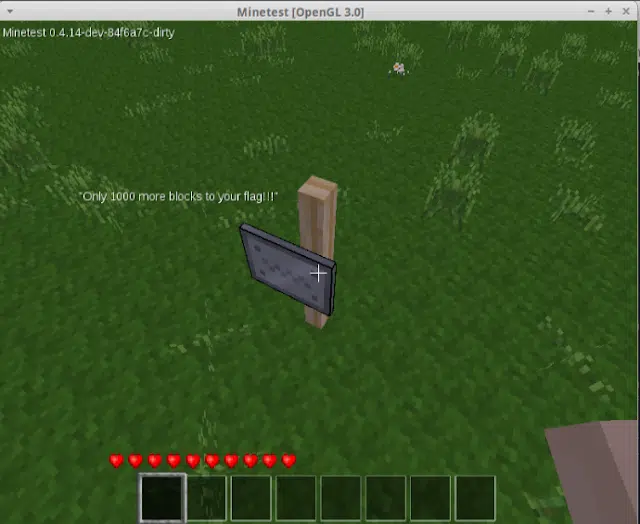 Minetest [OpenGL 3.0]
Minetest 0.4.14-dev-84f6a7c-dirty
"Only 1000 more blocks to your flag!!!"